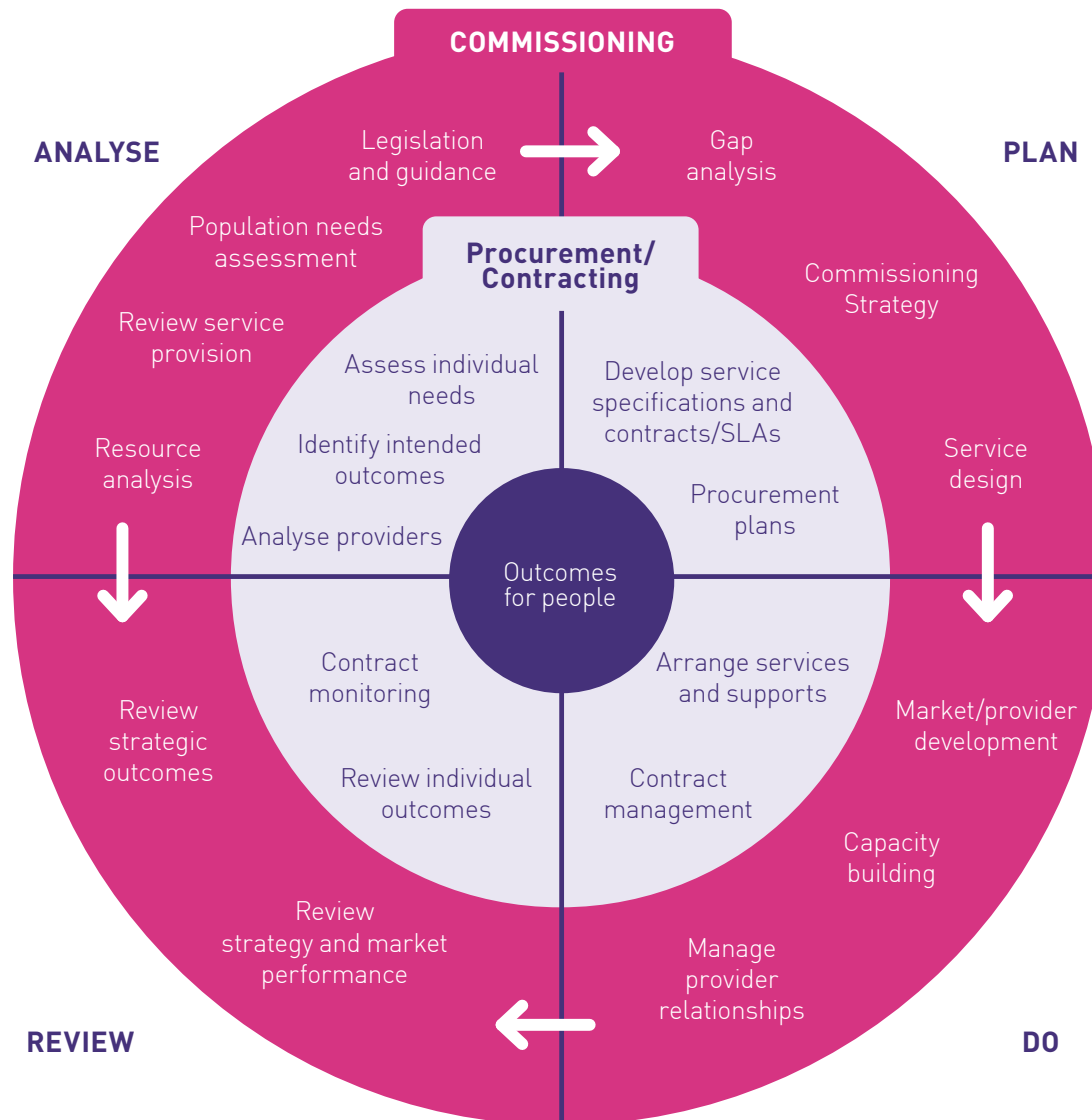 COMMISSIONING
ANALYSE
PLAN
Legislation
and guidance
Gap
analysis
Population needs
assessment
Commissioning
Strategy
Review service
provision
Resource
analysis
Service
design
Procurement/
Contracting
Assess individual
needs
Identify intended
outcomes
Analyse providers
Develop service
specifications and
contracts/SLAs
Procurement
plans
Outcomes
for people
Contract
monitoring
Review individual
outcomes
Arrange services
and supports
Contract
management
Review
strategic
outcomes
Market/provider
development
Capacity
building
Review
strategy and market
performance
Manage
provider
relationships
REVIEW
DO